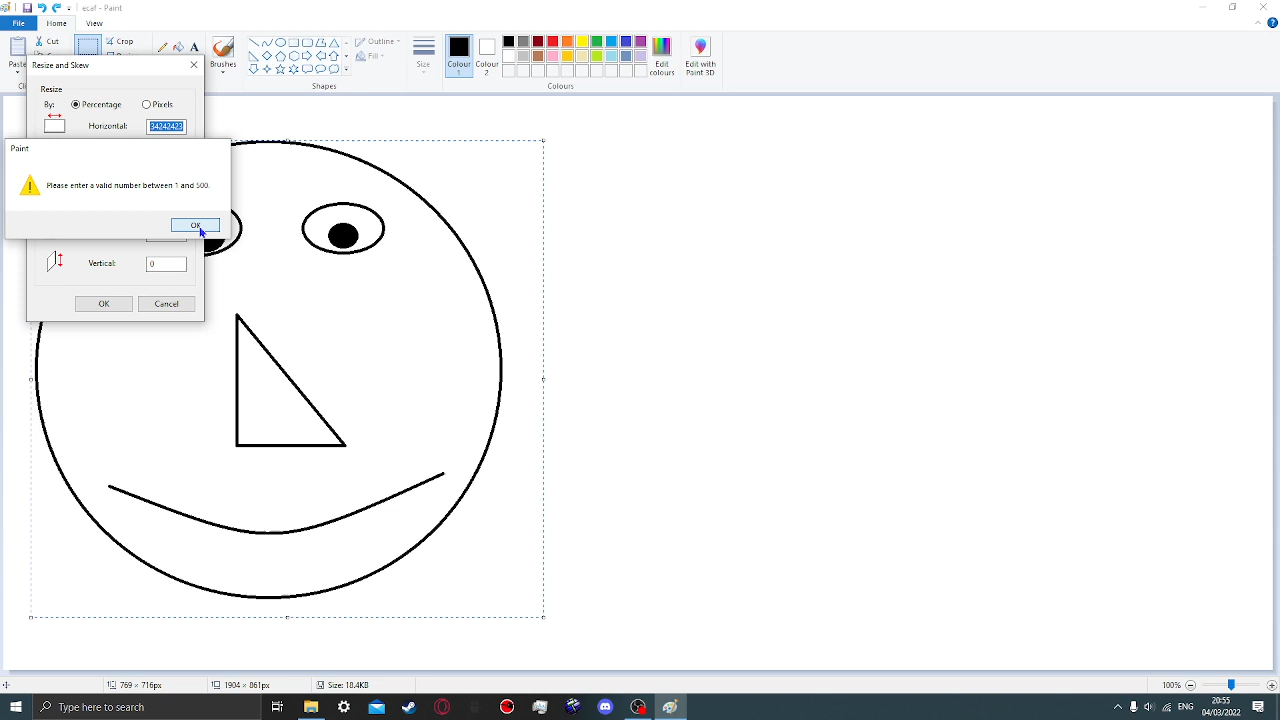 ecaf - Paint
File
Home
View
Cut
Crop
Paste
Brushes
Outline
Fill
Shapes
Size
Colour 1
Colour 2
Edit colours
Edit with Paint 3D
Colours
Resize and Skew
Resize
By:
Percentage
Pixels
Horizontal:
34242423
Paint
Please enter a valid number between 1 and 500.
OK
Vertical:
0
OK
Cancel
769 × 716px
1904 × 861px
Size: 18.4KB
100%
Type here to search
ENG
20:55
04/03/2022